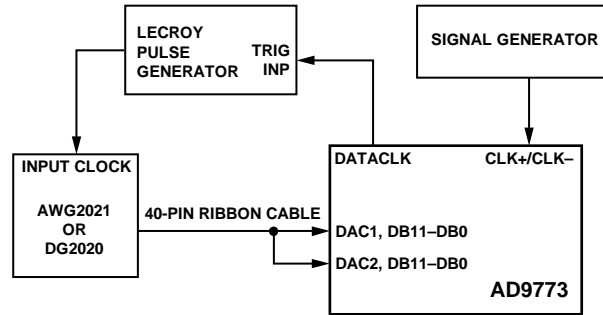 LECROY
PULSE
GENERATOR
TRIG
INP
SIGNAL GENERATOR
INPUT CLOCK
AWG2021
OR
DG2020
40-PIN RIBBON CABLE
DATACLK
CLK+/CLK–
DAC1, DB11–DB0
DAC2, DB11–DB0
AD9773